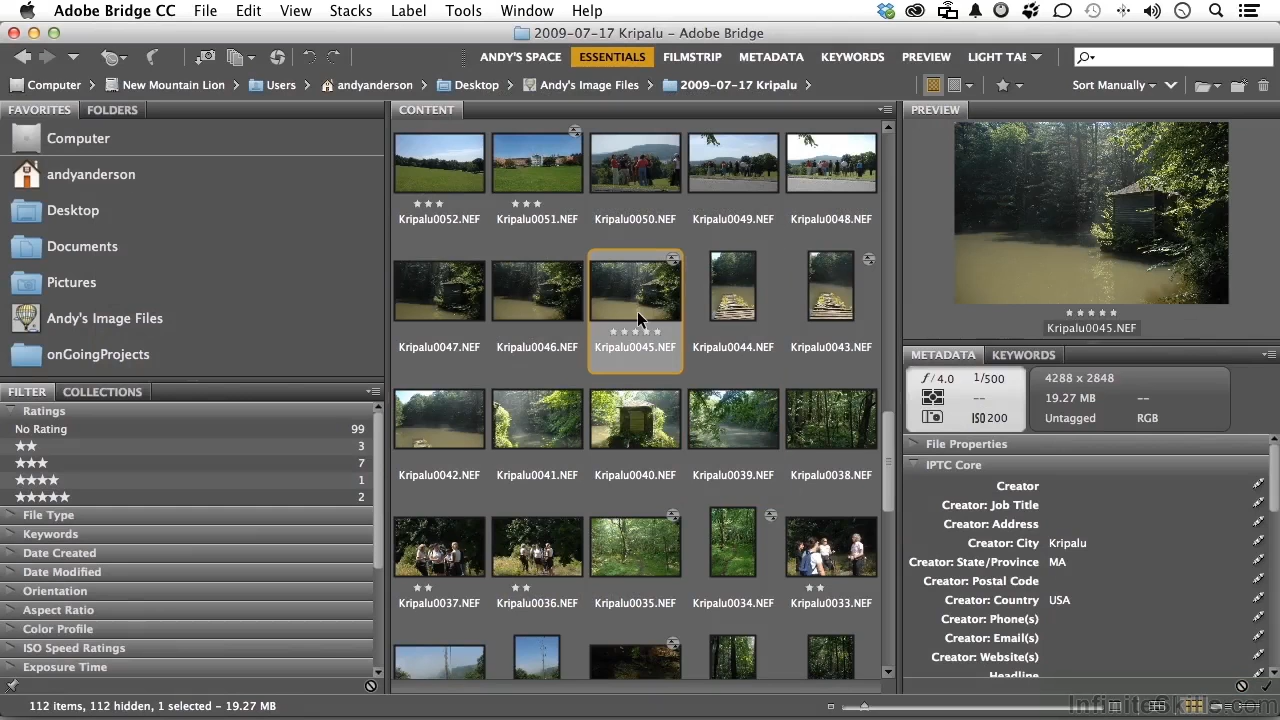 Adobe Bridge CC File Edit View Stacks Label Tools Window Help
2009-07-17 Kripalu – Adobe Bridge
ANDY'S SPACE ESSENTIALS FILMSTRIP METADATA KEYWORDS PREVIEW LIGHT TAE
Computer New Mountain Lion Users andyanderson Desktop Andy's Image Files 2009-07-17 Kripalu Sort Manually
FAVORITES FOLDERS
Computer
andyanderson
Desktop
Documents
Pictures
Andy's Image Files
onGoingProjects
FILTER COLLECTIONS
Ratings
No Rating 99
★★ 3
★★★ 7
★★★★ 1
★★★★★ 2
File Type
Keywords
Date Created
Date Modified
Orientation
Aspect Ratio
Color Profile
ISO Speed Ratings
Exposure Time
CONTENT
★★★ ★★★
Kripalu0052.NEF Kripalu0051.NEF Kripalu0050.NEF Kripalu0049.NEF Kripalu0048.NEF
★★★★★
Kripalu0047.NEF Kripalu0046.NEF Kripalu0045.NEF Kripalu0044.NEF Kripalu0043.NEF
Kripalu0042.NEF Kripalu0041.NEF Kripalu0040.NEF Kripalu0039.NEF Kripalu0038.NEF
★★ ★★ ★★
Kripalu0037.NEF Kripalu0036.NEF Kripalu0035.NEF Kripalu0034.NEF Kripalu0033.NEF
PREVIEW
★★★★★
Kripalu0045.NEF
METADATA KEYWORDS
ƒ/4.0 1/500 4288 x 2848
-- 19.27 MB --
ISO200 Untagged RGB
File Properties
IPTC Core
Creator
Creator: Job Title
Creator: Address
Creator: City Kripalu
Creator: State/Province MA
Creator: Postal Code
Creator: Country USA
Creator: Phone(s)
Creator: Email(s)
Creator: Website(s)
Headline
112 items, 112 hidden, 1 selected – 19.27 MB
InfiniteSkills.com